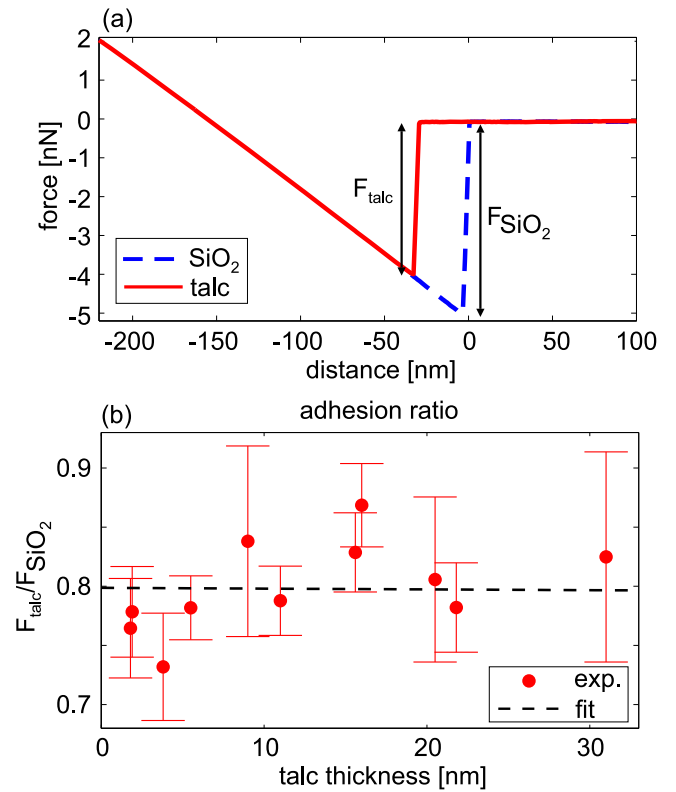 (a)
2
1
0
-1
-2
-3
-4
-5
force [nN]
F_talc
F_SiO₂
SiO₂
talc
-200 -150 -100 -50 0 50 100
distance [nm]
(b)
adhesion ratio
0.9
0.8
0.7
F_talc/F_SiO₂
exp.
fit
0 10 20 30
talc thickness [nm]